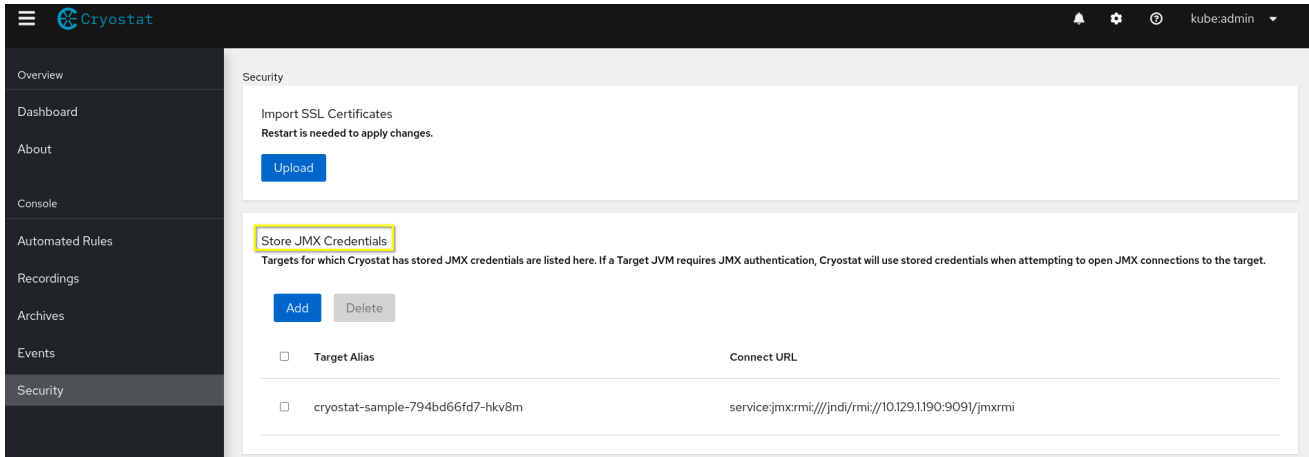 Cryostat
kube:admin
Overview
Dashboard
About
Console
Automated Rules
Recordings
Archives
Events
Security
Security
Import SSL Certificates
Restart is needed to apply changes.
Upload
Store JMX Credentials
Targets for which Cryostat has stored JMX credentials are listed here. If a Target JVM requires JMX authentication, Cryostat will use stored credentials when attempting to open JMX connections to the target.
Add Delete
Target Alias Connect URL
cryostat-sample-794bd66fd7-hkv8m service:jmx:rmi:///jndi/rmi://10.129.1.190:9091/jmxrmi